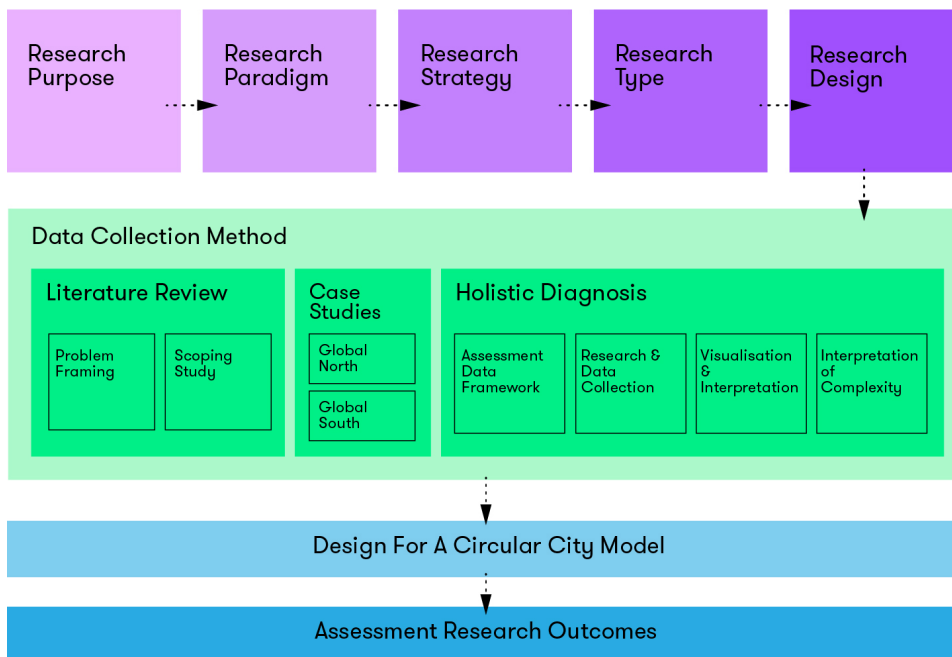 Research
Purpose
Research
Paradigm
Research
Strategy
Research
Type
Research
Design
Data Collection Method
Literature Review
Problem
Framing
Scoping
Study
Case
Studies
Global
North
Global
South
Holistic Diagnosis
Assessment
Data
Framework
Research &
Data
Collection
Visualisation
&
Interpretation
Interpretation
of
Complexity
Design For A Circular City Model
Assessment Research Outcomes